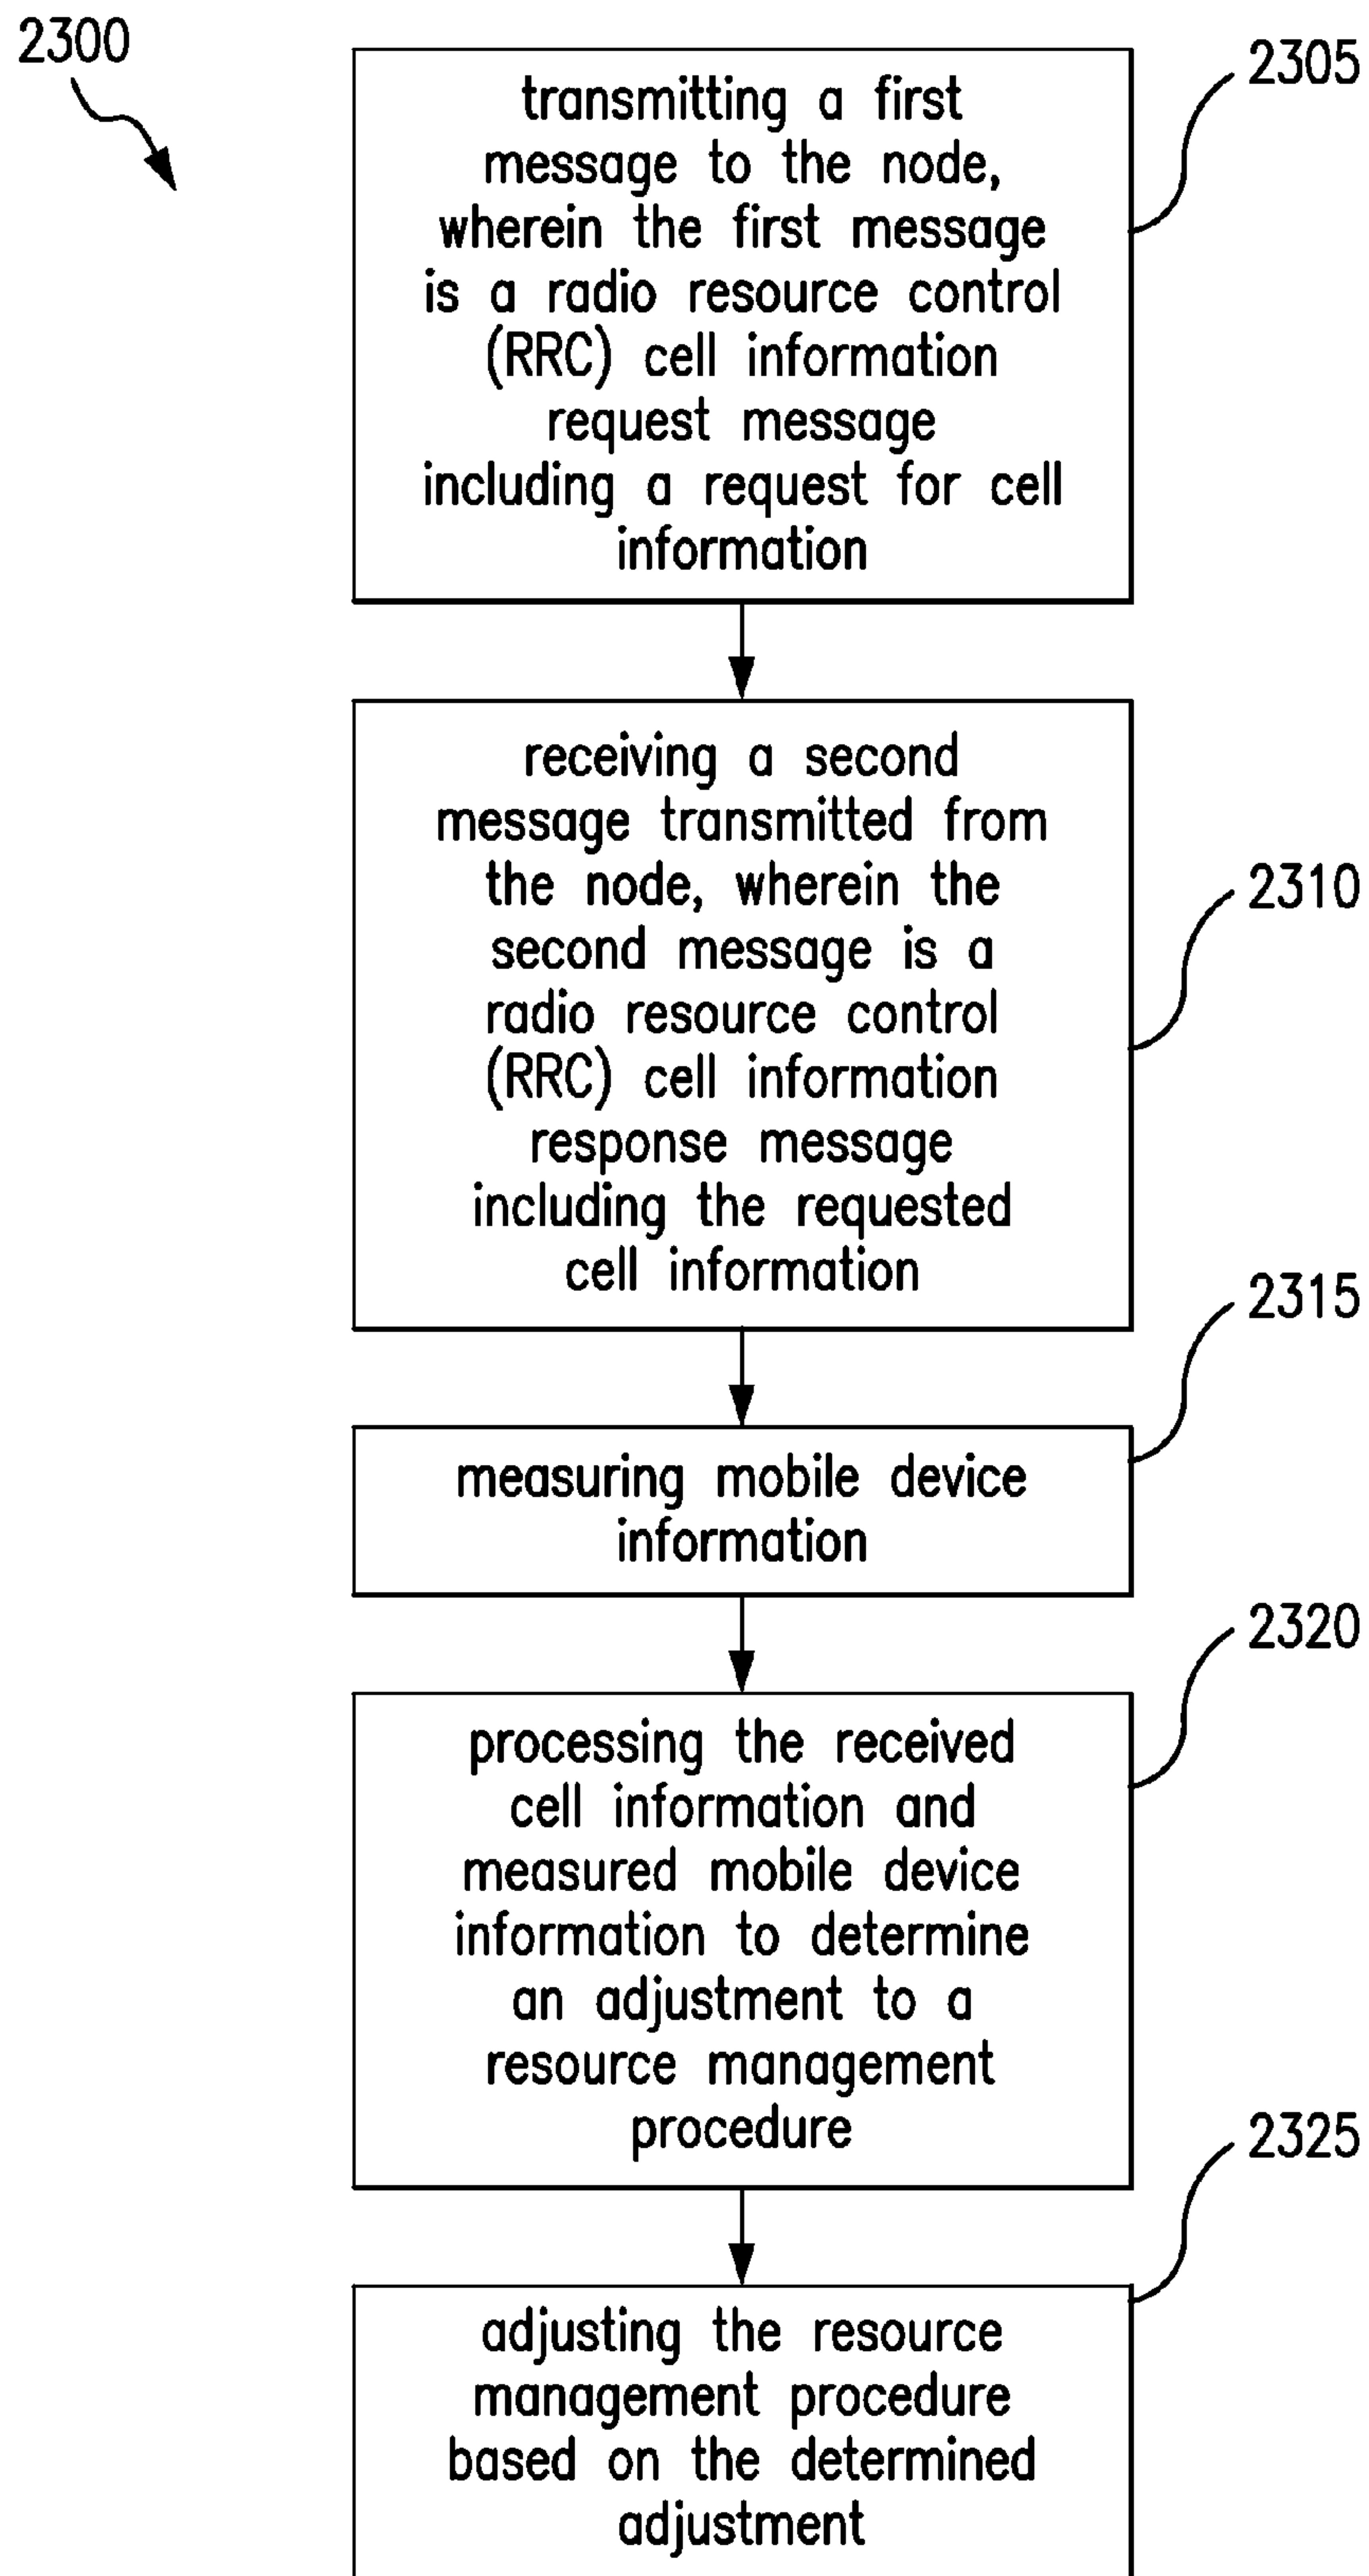 2300
2305
transmitting a first
message to the node,
wherein the first message
is a radio resource control
(RRC) cell information
request message
including a request for cell
information
2310
receiving a second
message transmitted from
the node, wherein the
second message is a
radio resource control
(RRC) cell information
response message
including the requested
cell information
2315
measuring mobile device
information
2320
processing the received
cell information and
measured mobile device
information to determine
an adjustment to a
resource management
procedure
2325
adjusting the resource
management procedure
based on the determined
adjustment